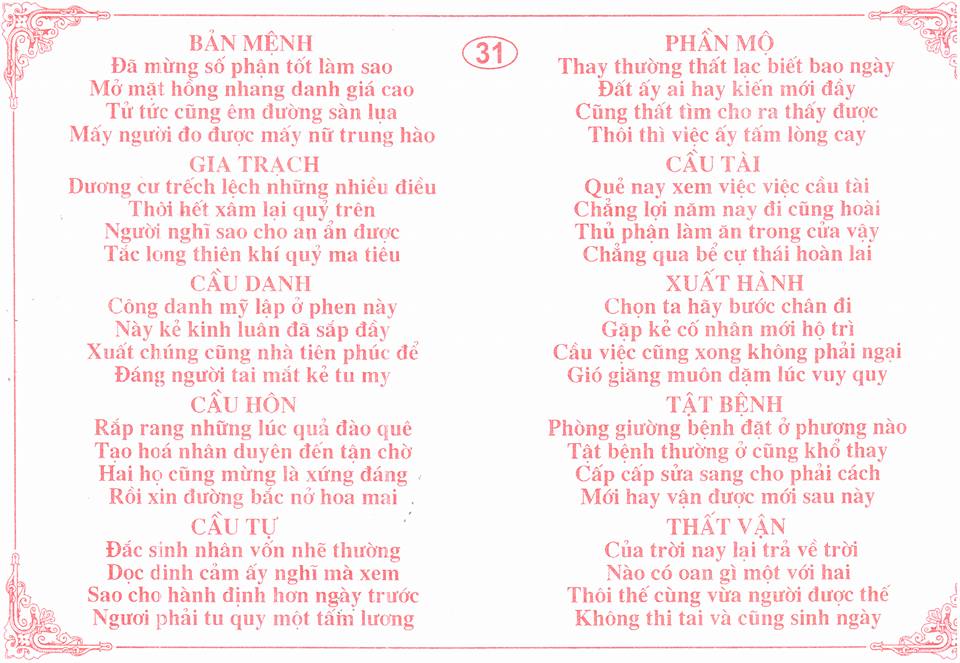 31
BẢN MỆNH
Đã mừng số phận tốt làm sao
Mở mặt hồng nhang danh giá cao
Tử tức cũng êm đường sàn lụa
Mấy người đo được mấy nữ trung hào
GIA TRẠCH
Dương cư trếch lệch những nhiều điều
Thời hết xâm lại quỷ trên
Người nghĩ sao cho an ẩn được
Tắc long thiên khí quỷ ma tiêu
CẦU DANH
Công danh mỹ lập ở phen này
Này kẻ kinh luân đã sắp đầy
Xuất chúng cũng nhà tiên phúc để
Đáng người tai mắt kẻ tu my
CẦU HÔN
Rắp rang những lúc quả đào quê
Tạo hoá nhân duyên đến tận chờ
Hai họ cũng mừng là xứng đáng
Rồi xin đường bắc nở hoa mai
CẦU TỰ
Đắc sinh nhân vốn nhẽ thường
Dọc dinh cảm ấy nghĩ mà xem
Sao cho hành định hơn ngày trước
Ngươi phải tu quy một tấm lương
PHẦN MỘ
Thay thường thất lạc biết bao ngày
Đất ấy ai hay kiến mới đầy
Cũng thất tìm cho ra thấy được
Thôi thì việc ấy tấm lòng cay
CẦU TÀI
Quẻ nay xem việc việc cầu tài
Chẳng lợi năm nay đi cũng hoài
Thủ phận làm ăn trong cửa vậy
Chẳng qua bể cự thái hoàn lai
XUẤT HÀNH
Chọn ta hãy bước chân đi
Gặp kẻ cố nhân mới hộ trì
Cầu việc cũng xong không phải ngại
Gió giăng muôn dặm lúc vuy quy
TẬT BỆNH
Phòng giường bệnh đặt ở phương nào
Tật bệnh thường ở cũng khổ thay
Cấp cấp sửa sang cho phải cách
Mới hay vận được mới sau này
THẤT VẬN
Của trời nay lại trả về trời
Nào có oan gì một với hai
Thôi thế cùng vừa người được thế
Không thi tai và cũng sinh ngày